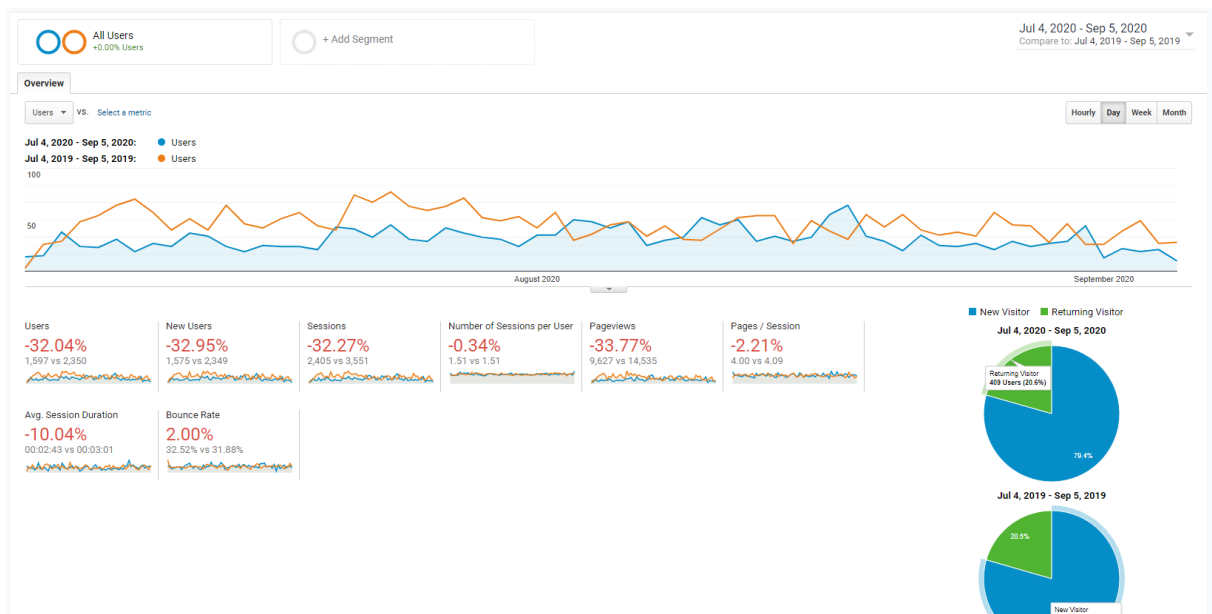 All Users
+0.00% Users
+ Add Segment
Jul 4, 2020 - Sep 5, 2020
Compare to: Jul 4, 2019 - Sep 5, 2019
Overview
Users VS. Select a metric
Hourly Day Week Month
Jul 4, 2020 - Sep 5, 2020: Users
Jul 4, 2019 - Sep 5, 2019: Users
100
50
August 2020 September 2020
New Visitor Returning Visitor
Jul 4, 2020 - Sep 5, 2020
Users New Users Sessions Number of Sessions per User Pageviews Pages / Session
-32.04% -32.95% -32.27% -0.34% -33.77% -2.21%
1,597 vs 2,350 1,575 vs 2,349 2,405 vs 3,551 1.51 vs 1.51 9,627 vs 14,535 4.00 vs 4.09
Returning Visitor
409 Users (20.6%)
Avg. Session Duration Bounce Rate
-10.04% 2.00%
00:02:43 vs 00:03:01 32.52% vs 31.88%
79.4%
Jul 4, 2019 - Sep 5, 2019
20.5%
New Visitor